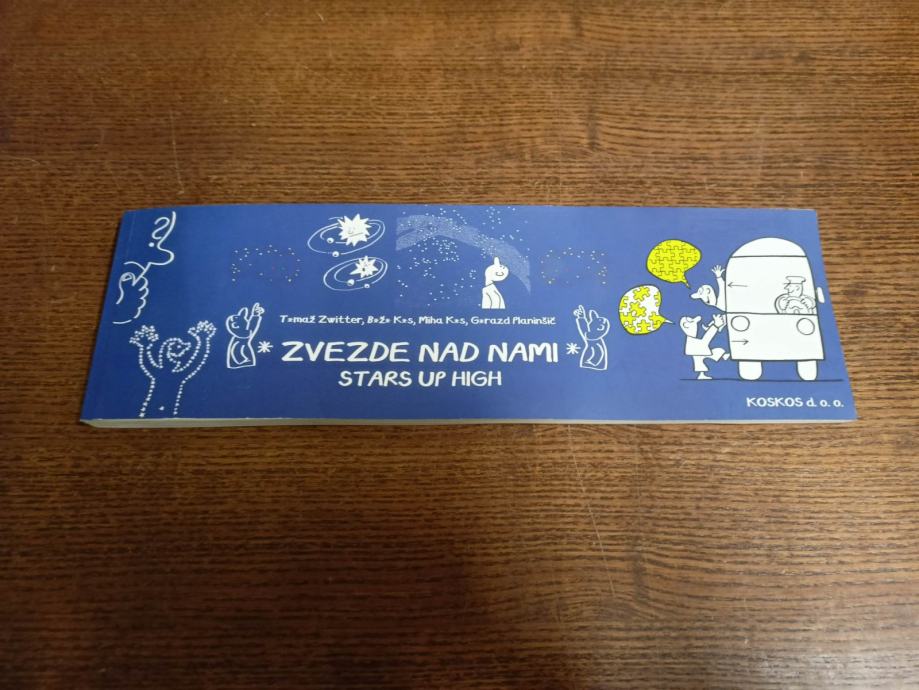 T*maž Zwitter, B*ž* K*s, Miha K*s, G*razd Planinšič
* ZVEZDE NAD NAMI *
STARS UP HIGH
KOSKOS d. o. o.